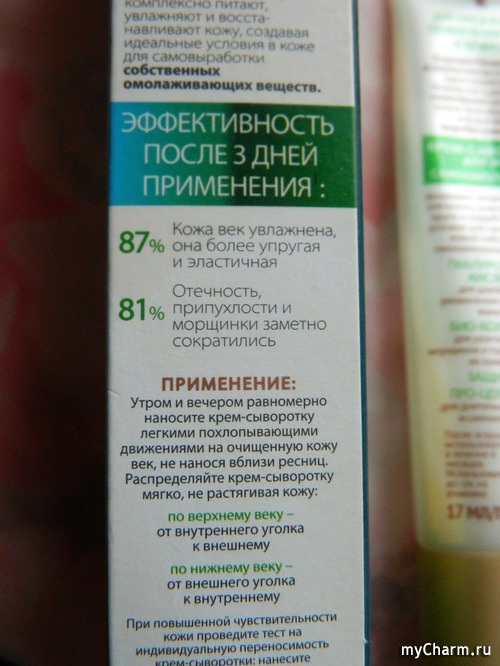 комплексно питают,
увлажняют и восста-
навливают кожу, создавая
идеальные условия в коже
для самовыработки
собственных
омолаживающих веществ.
ЭФФЕКТИВНОСТЬ
ПОСЛЕ 3 ДНЕЙ
ПРИМЕНЕНИЯ¹:
87% Кожа век увлажнена,
она более упругая
и эластичная
81% Отечность,
припухлости и
морщинки заметно
сократились
ПРИМЕНЕНИЕ:
Утром и вечером равномерно
наносите крем-сыворотку
легкими похлопывающими
движениями на очищенную кожу
век, не нанося вблизи ресниц.
Распределяйте крем-сыворотку
мягко, не растягивая кожу:
по верхнему веку –
от внутреннего уголка
к внешнему
по нижнему веку –
от внешнего уголка
к внутреннему
При повышенной чувствительности
кожи проведите тест на
индивидуальную переносимость
крем-сыворотки: нанесите
17 МЛ/
myCharm.ru